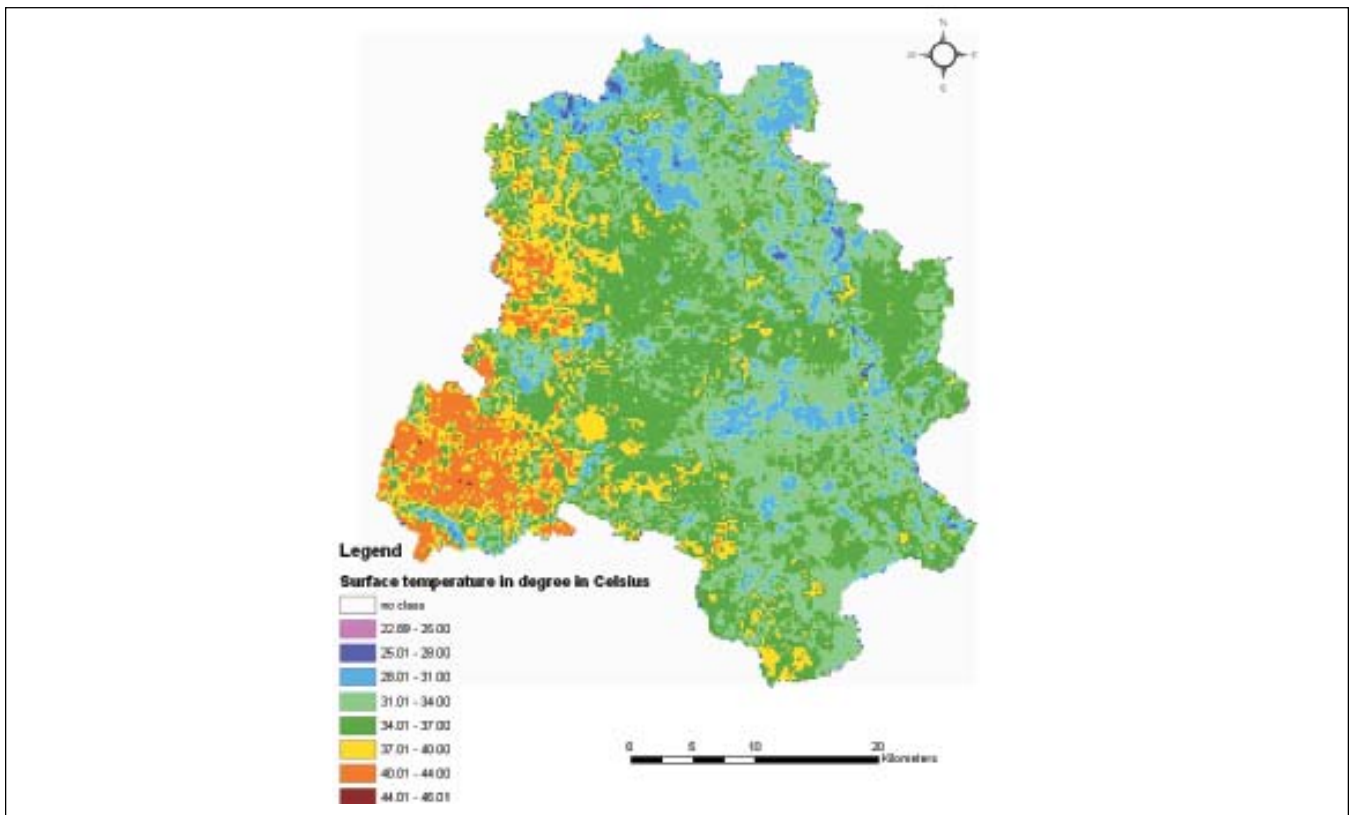 N
Legend
Surface temperature in degree in Celsius
no class
22.89 - 25.00
25.01 - 28.00
28.01 - 31.00
31.01 - 34.00
34.01 - 37.00
37.01 - 40.00
40.01 - 44.00
44.01 - 46.01
0 5 10 20
Kilometers